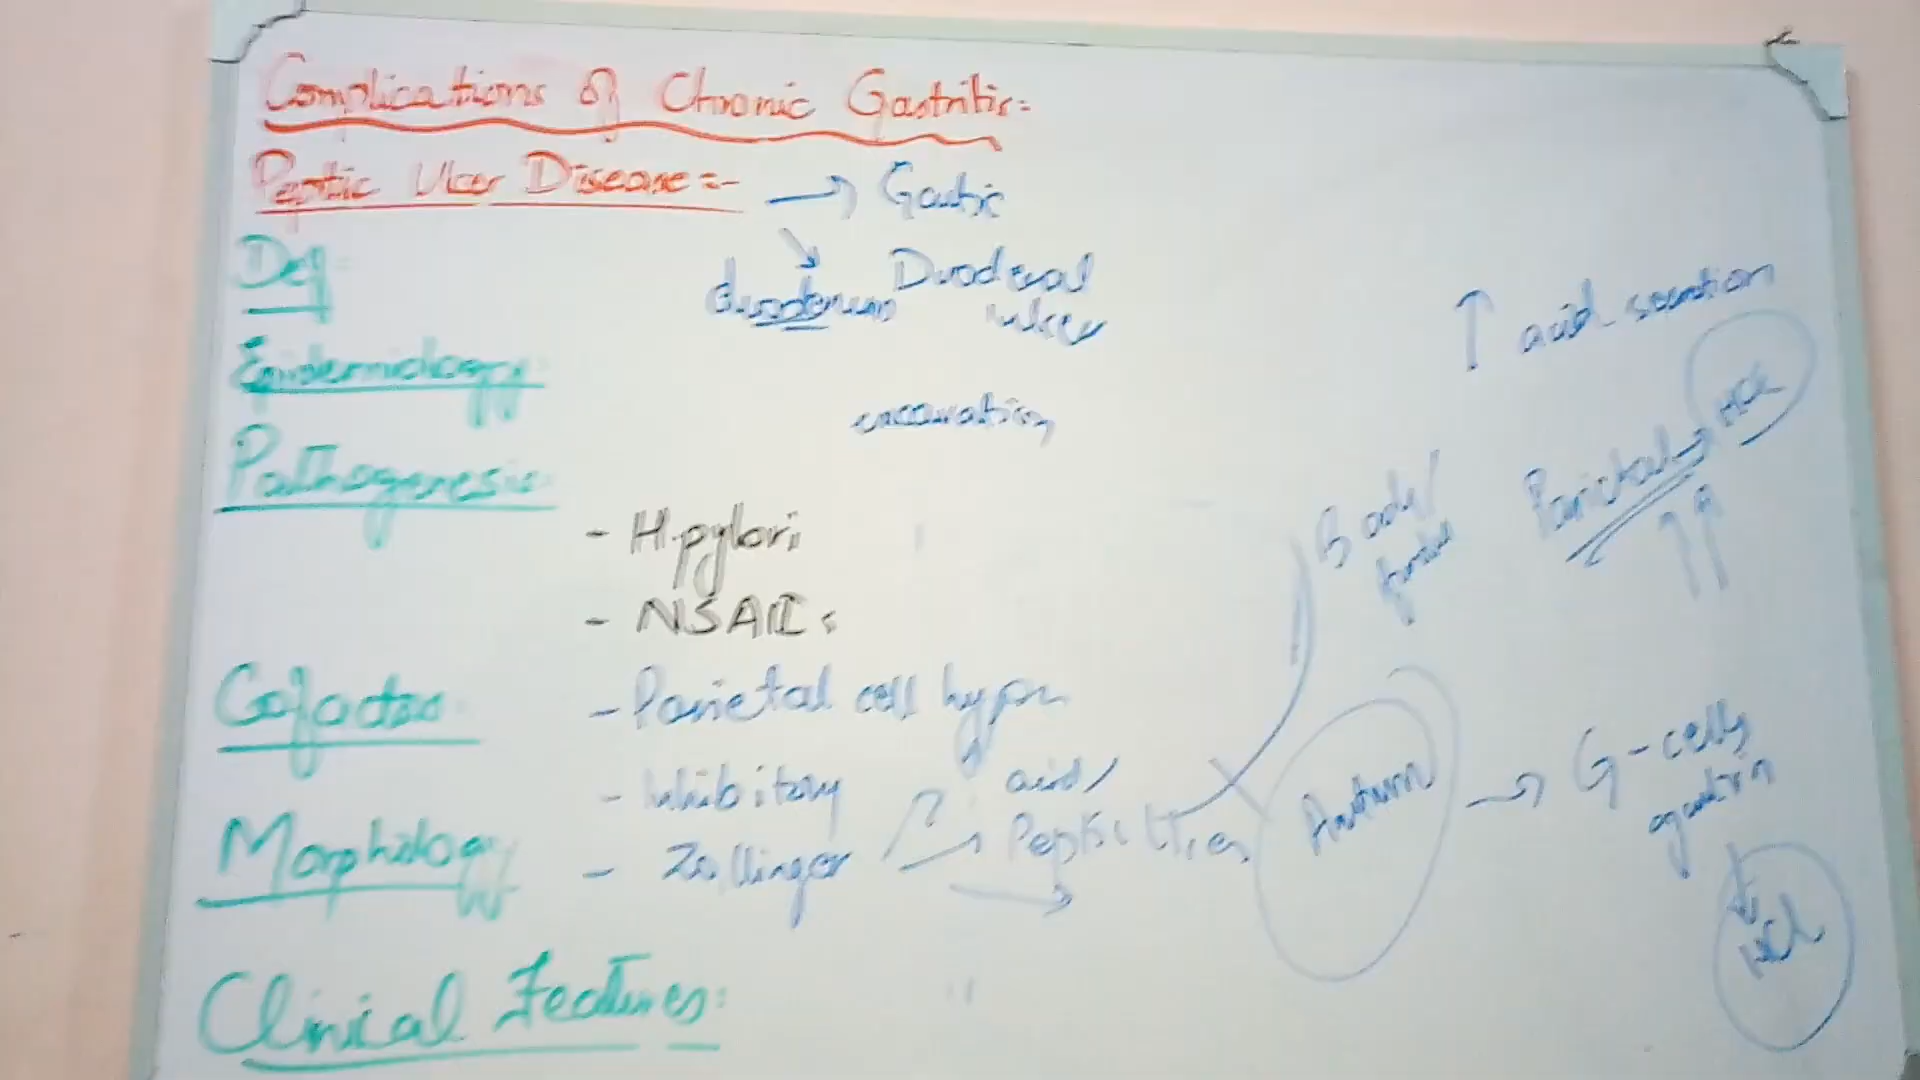 Complications of Chronic Gastritis:
Peptic Ulcer Disease:- → Gastric
Def:
duodenum Duodenal
ulcer
↑ acid secretion
Epidemiology:
HCl
excavation
Pathogenesis:
Body/
Parietal →
- H.pylori
- NSAIDs
Cofactors:
- Parietal cell hyper
G-cells
gastrin
- Inhibitory
acid/
Antrum →
Morphology
- Zollinger → Peptic Ulcer
HCl
Clinical Features: